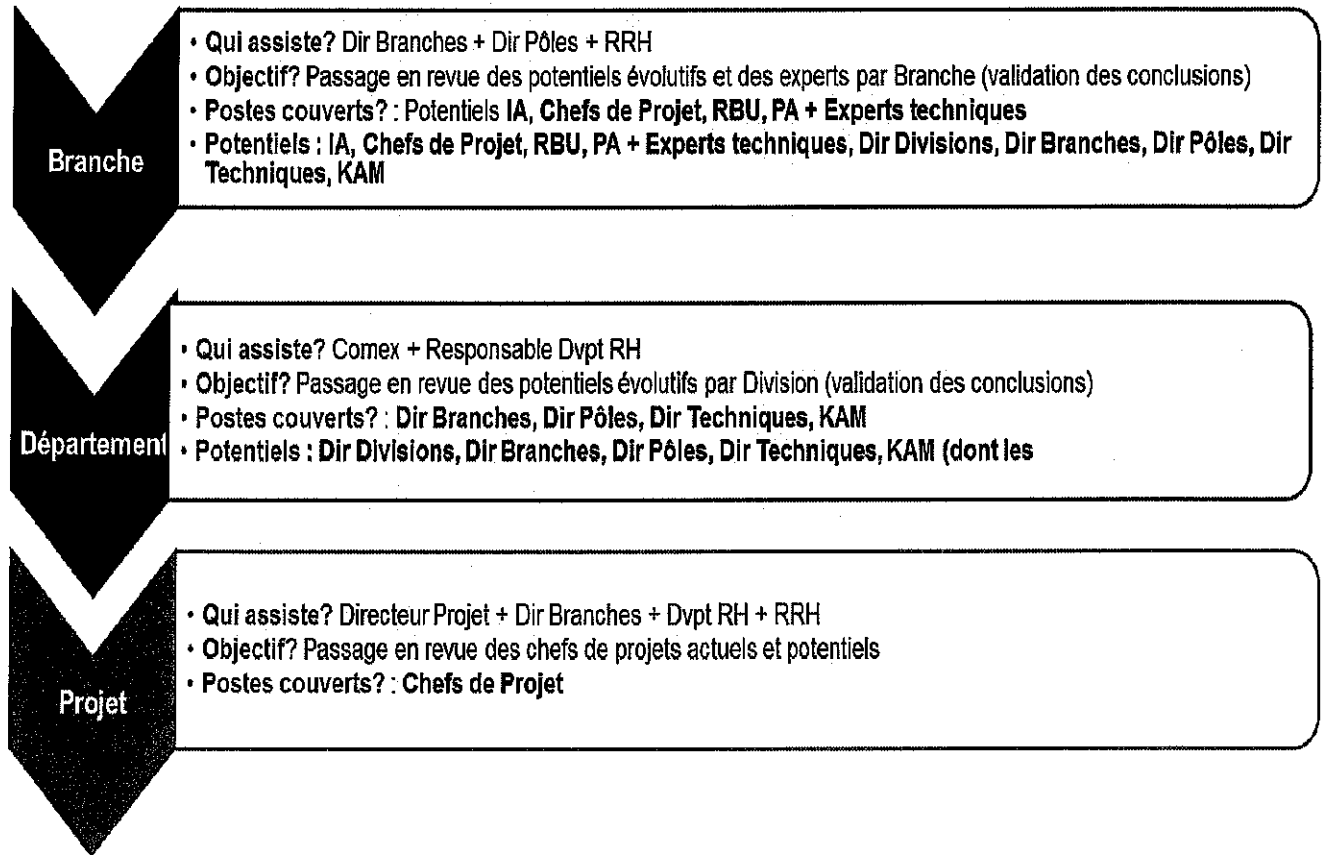 Branche
• Qui assiste? Dir Branches + Dir Pôles + RRH
• Objectif? Passage en revue des potentiels évolutifs et des experts par Branche (validation des conclusions)
• Postes couverts? : Potentiels IA, Chefs de Projet, RBU, PA + Experts techniques
• Potentiels : IA, Chefs de Projet, RBU, PA + Experts techniques, Dir Divisions, Dir Branches, Dir Pôles, Dir
Techniques, KAM
Département
• Qui assiste? Comex + Responsable Dvpt RH
• Objectif? Passage en revue des potentiels évolutifs par Division (validation des conclusions)
• Postes couverts? : Dir Branches, Dir Pôles, Dir Techniques, KAM
• Potentiels : Dir Divisions, Dir Branches, Dir Pôles, Dir Techniques, KAM (dont les
Projet
• Qui assiste? Directeur Projet + Dir Branches + Dvpt RH + RRH
• Objectif? Passage en revue des chefs de projets actuels et potentiels
• Postes couverts? : Chefs de Projet